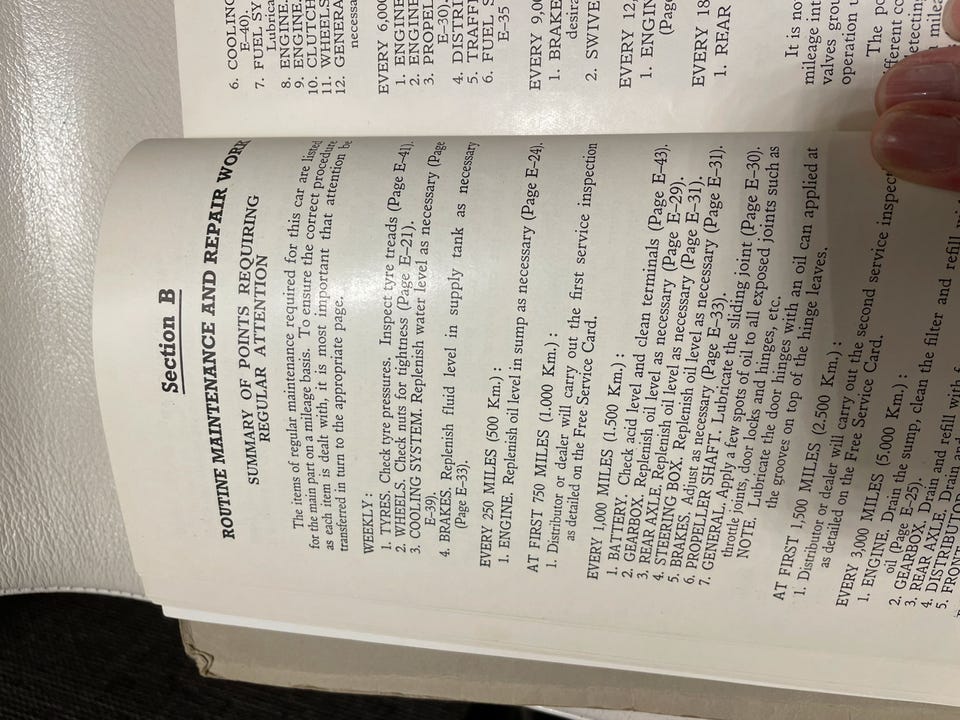 Section B
ROUTINE MAINTENANCE AND REPAIR WORK
SUMMARY OF POINTS REQUIRING
REGULAR ATTENTION
The items of regular maintenance required for this car are listed
for the main part on a mileage basis. To ensure the correct procedure
as each item is dealt with, it is most important that attention be
transferred in turn to the appropriate page.
WEEKLY :
1. TYRES. Check tyre pressures. Inspect tyre treads (Page E-41).
2. WHEELS. Check nuts for tightness (Page E-21).
3. COOLING SYSTEM. Replenish water level as necessary (Page
E-39).
4. BRAKES. Replenish fluid level in supply tank as necessary
(Page E-33).
EVERY 250 MILES (500 Km.) :
1. ENGINE. Replenish oil level in sump as necessary (Page E-24).
AT FIRST 750 MILES (1.000 Km.) :
1. Distributor or dealer will carry out the first service inspection
as detailed on the Free Service Card.
EVERY 1,000 MILES (1.500 Km.) :
1. BATTERY. Check acid level and clean terminals (Page E-43).
2. GEARBOX. Replenish oil level as necessary (Page E-29).
3. REAR AXLE. Replenish oil level as necessary (Page E-31).
4. STEERING BOX. Replenish oil level as necessary (Page E-31).
5. BRAKES. Adjust as necessary (Page E-33).
6. PROPELLER SHAFT. Lubricate the sliding joint (Page E-30).
7. GENERAL. Apply a few spots of oil to all exposed joints such as
throttle joints, door locks and hinges, etc.
NOTE. Lubricate the door hinges with an oil can applied at
the grooves on top of the hinge leaves.
AT FIRST 1,500 MILES (2.500 Km.) :
1. Distributor or dealer will carry out the second service inspect
as detailed on the Free Service Card.
EVERY 3,000 MILES (5.000 Km.) :
1. ENGINE. Drain the sump, clean the filter and refill
oil (Page E-25).
2. GEARBOX. Drain and refill with
3. REAR AXLE. Drain and
4. DISTRIBUTOR
5. FRONT
6. COOLING
E-40).
7. FUEL SY
Lubric
8. ENGINE.
9. ENGINE.
10. CLUTCH
11. WHEELS
12. GENERA
necessa
EVERY 6,000
1. ENGINE
2. ENGINE
3. PROPEL
E-30).
4. DISTRI
5. TRAFFI
6. FUEL S
E-35
EVERY 9,0
1. BRAKE
desira
2. SWIVE
EVERY 12,
1. ENGIN
(Pag
EVERY 18
1. REAR
It is no
mileage int
valves grou
operation u
The po
fferent co
detecting
mile